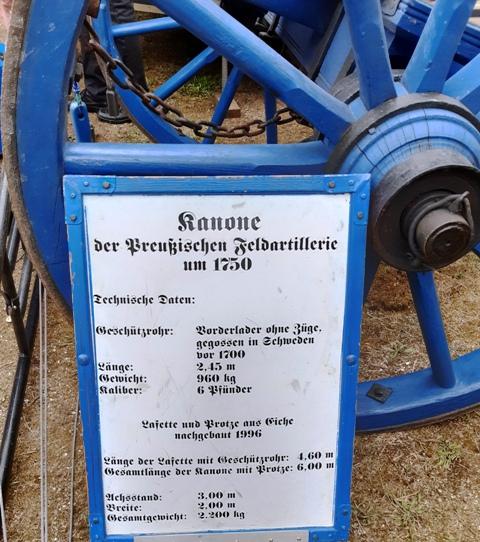 Kanone
der Preußischen Feldartillerie
um 1750
Technische Daten:
Geschützrohr: Vorderlader ohne Züge,
gegossen in Schweden
vor 1700
Länge: 2,45 m
Gewicht: 960 kg
Kaliber: 6 Pfünder
Lafette und Protze aus Eiche
nachgebaut 1996
Länge der Lafette mit Geschützrohr: 4,60 m
Gesamtlänge der Kanone mit Protze: 6,00 m
Achsstand: 3,00 m
Breite: 2,00 m
Gesamtgewicht: 2.200 kg